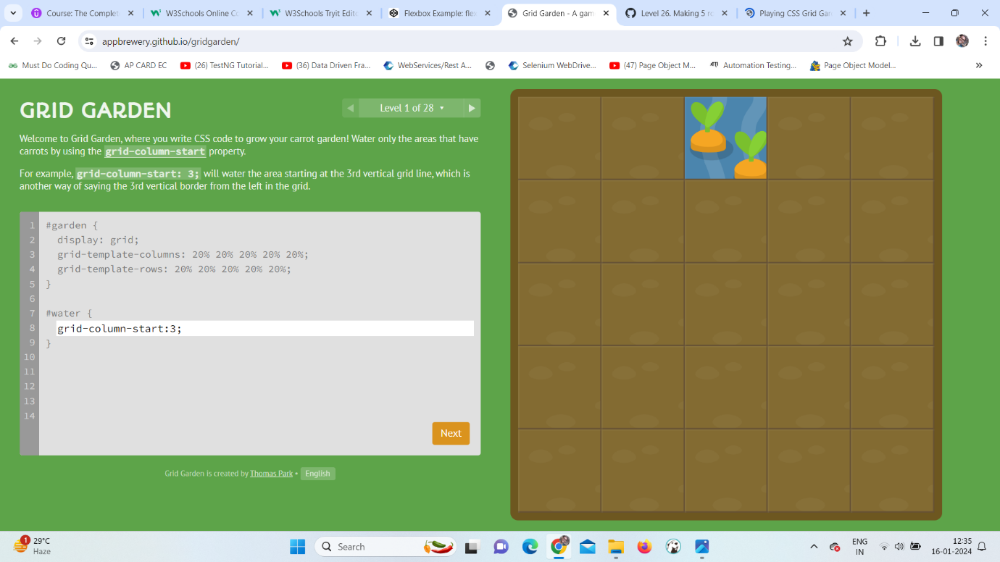 Course: The Complet
W3Schools Online Co
W3Schools Tryit Edito
Flexbox Example: flex
Grid Garden - A gam
Level 26. Making 5 ro
Playing CSS Grid Gar
appbrewery.github.io/gridgarden/
Must Do Coding Qu...
AP CARD EC
(26) TestNG Tutorial...
(36) Data Driven Fra...
WebServices/Rest A...
Selenium WebDrive...
(47) Page Object M...
Automation Testing...
Page Object Model...
GRID GARDEN
Level 1 of 28
Welcome to Grid Garden, where you write CSS code to grow your carrot garden! Water only the areas that have
carrots by using the grid-column-start property.
For example, grid-column-start: 3; will water the area starting at the 3rd vertical grid line, which is
another way of saying the 3rd vertical border from the left in the grid.
1 #garden {
2 display: grid;
3 grid-template-columns: 20% 20% 20% 20% 20%;
4 grid-template-rows: 20% 20% 20% 20% 20%;
5 }
6
7 #water {
8 grid-column-start:3;
9 }
10
11
12
13
14
Next
Grid Garden is created by Thomas Park • English
1
29°C
Haze
Search
ENG
IN
12:35
16-01-2024